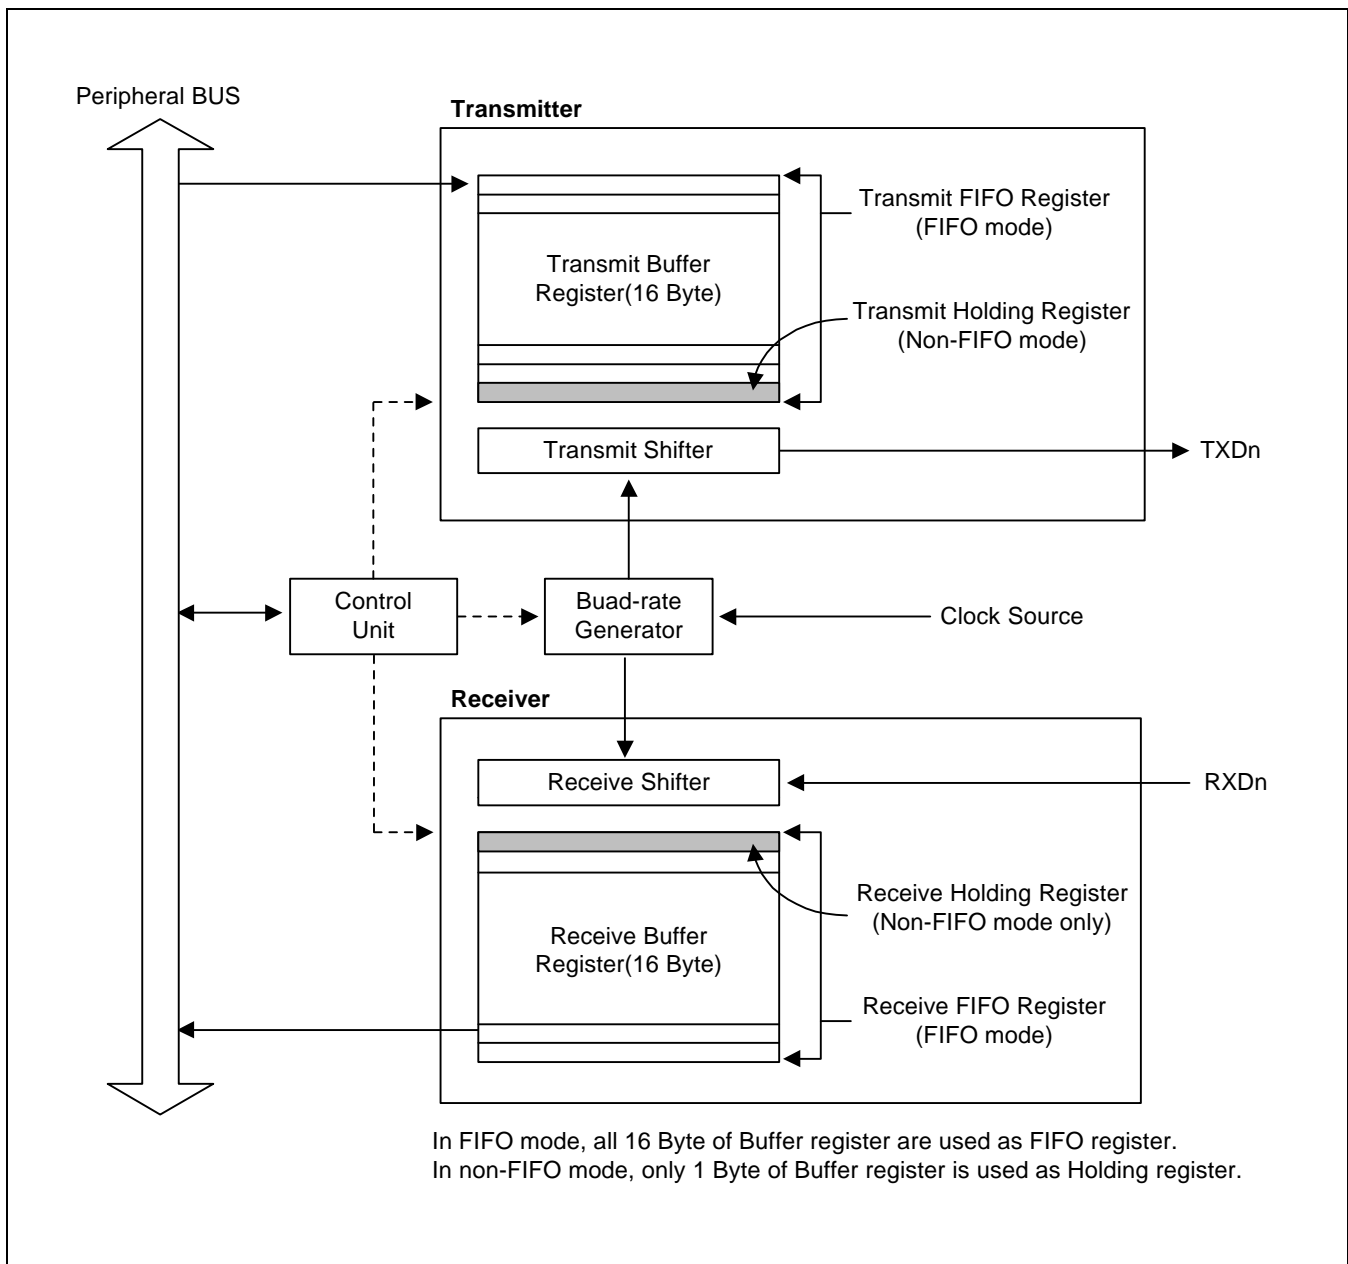 Peripheral BUS
Transmitter
Transmit FIFO Register
(FIFO mode)
Transmit Buffer
Register(16 Byte)
Transmit Holding Register
(Non-FIFO mode)
Transmit Shifter
TXDn
Control
Unit
Buad-rate
Generator
Clock Source
Receiver
Receive Shifter
RXDn
Receive Holding Register
(Non-FIFO mode only)
Receive Buffer
Register(16 Byte)
Receive FIFO Register
(FIFO mode)
In FIFO mode, all 16 Byte of Buffer register are used as FIFO register.
In non-FIFO mode, only 1 Byte of Buffer register is used as Holding register.